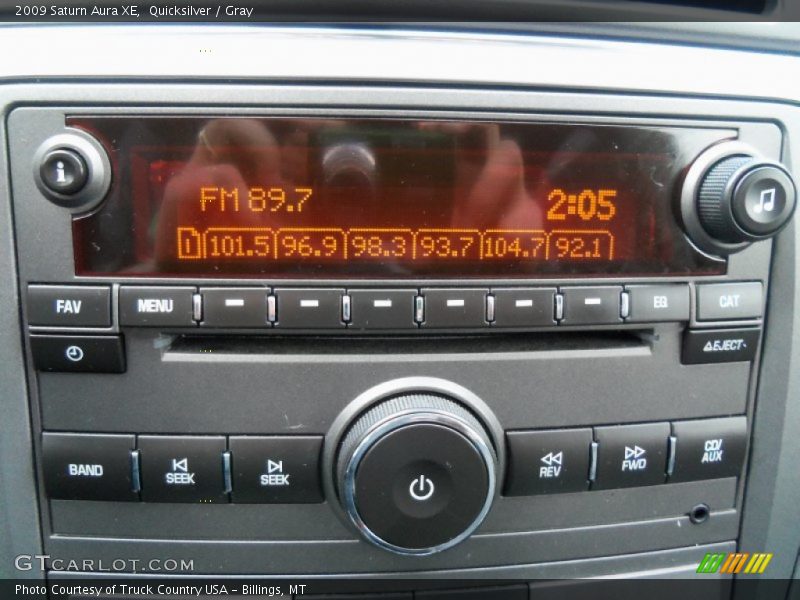 2009 Saturn Aura XE, Quicksilver / Gray
i
FM 89.7 2:05
1 101.5 96.9 98.3 93.7 104.7 92.1
FAV MENU EQ CAT
EJECT
BAND SEEK SEEK REV FWD CD/AUX
GTCARLOT.COM
Photo Courtesy of Truck Country USA – Billings, MT